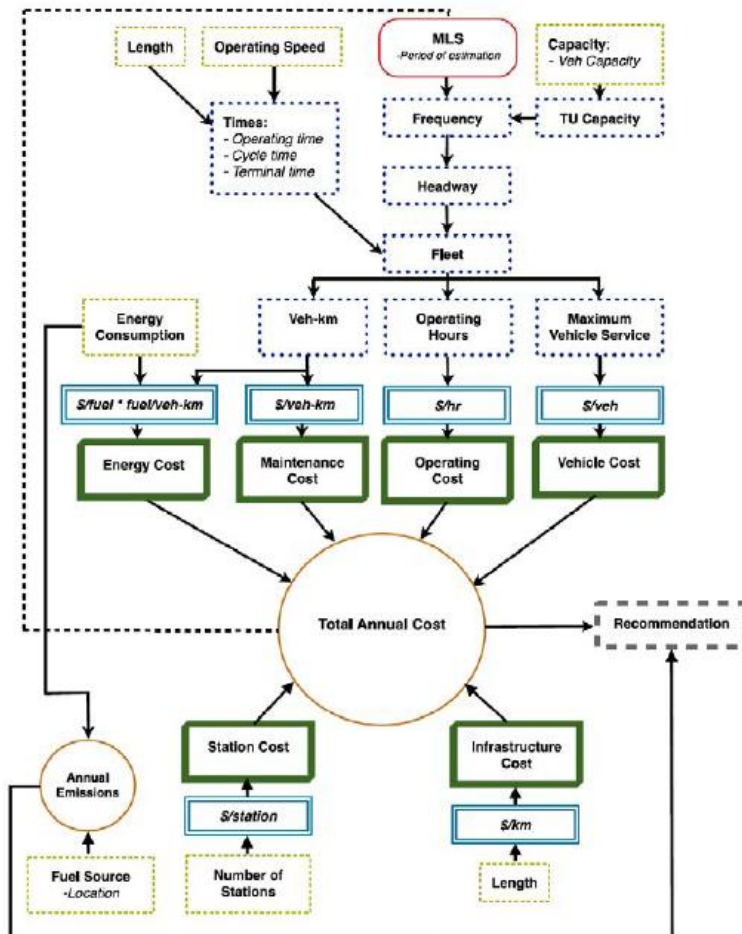 Length
Operating Speed
MLS
-Period of estimation
Capacity:
- Veh Capacity
Times:
- Operating time
- Cycle time
- Terminal time
Frequency
TU Capacity
Headway
Fleet
Energy
Consumption
Veh-km
Operating
Hours
Maximum
Vehicle Service
$/fuel * fuel/veh-km
$/veh-km
$/hr
$/veh
Energy Cost
Maintenance
Cost
Operating
Cost
Vehicle Cost
Total Annual Cost
Recommendation
Station Cost
Infrastructure
Cost
Annual
Emissions
$/station
$/km
Fuel Source
-Location
Number of
Stations
Length